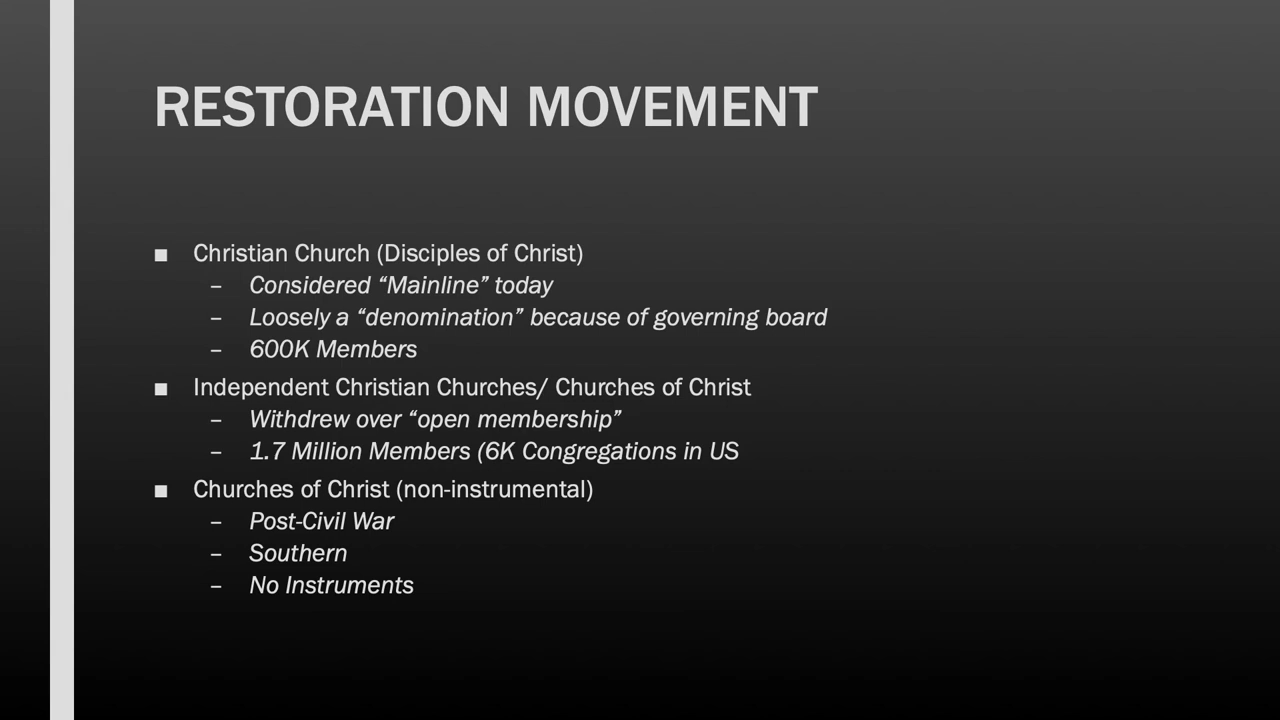 RESTORATION MOVEMENT
■ Christian Church (Disciples of Christ)
– Considered “Mainline” today
– Loosely a “denomination” because of governing board
– 600K Members
■ Independent Christian Churches/ Churches of Christ
– Withdrew over “open membership”
– 1.7 Million Members (6K Congregations in US
■ Churches of Christ (non-instrumental)
– Post-Civil War
– Southern
– No Instruments